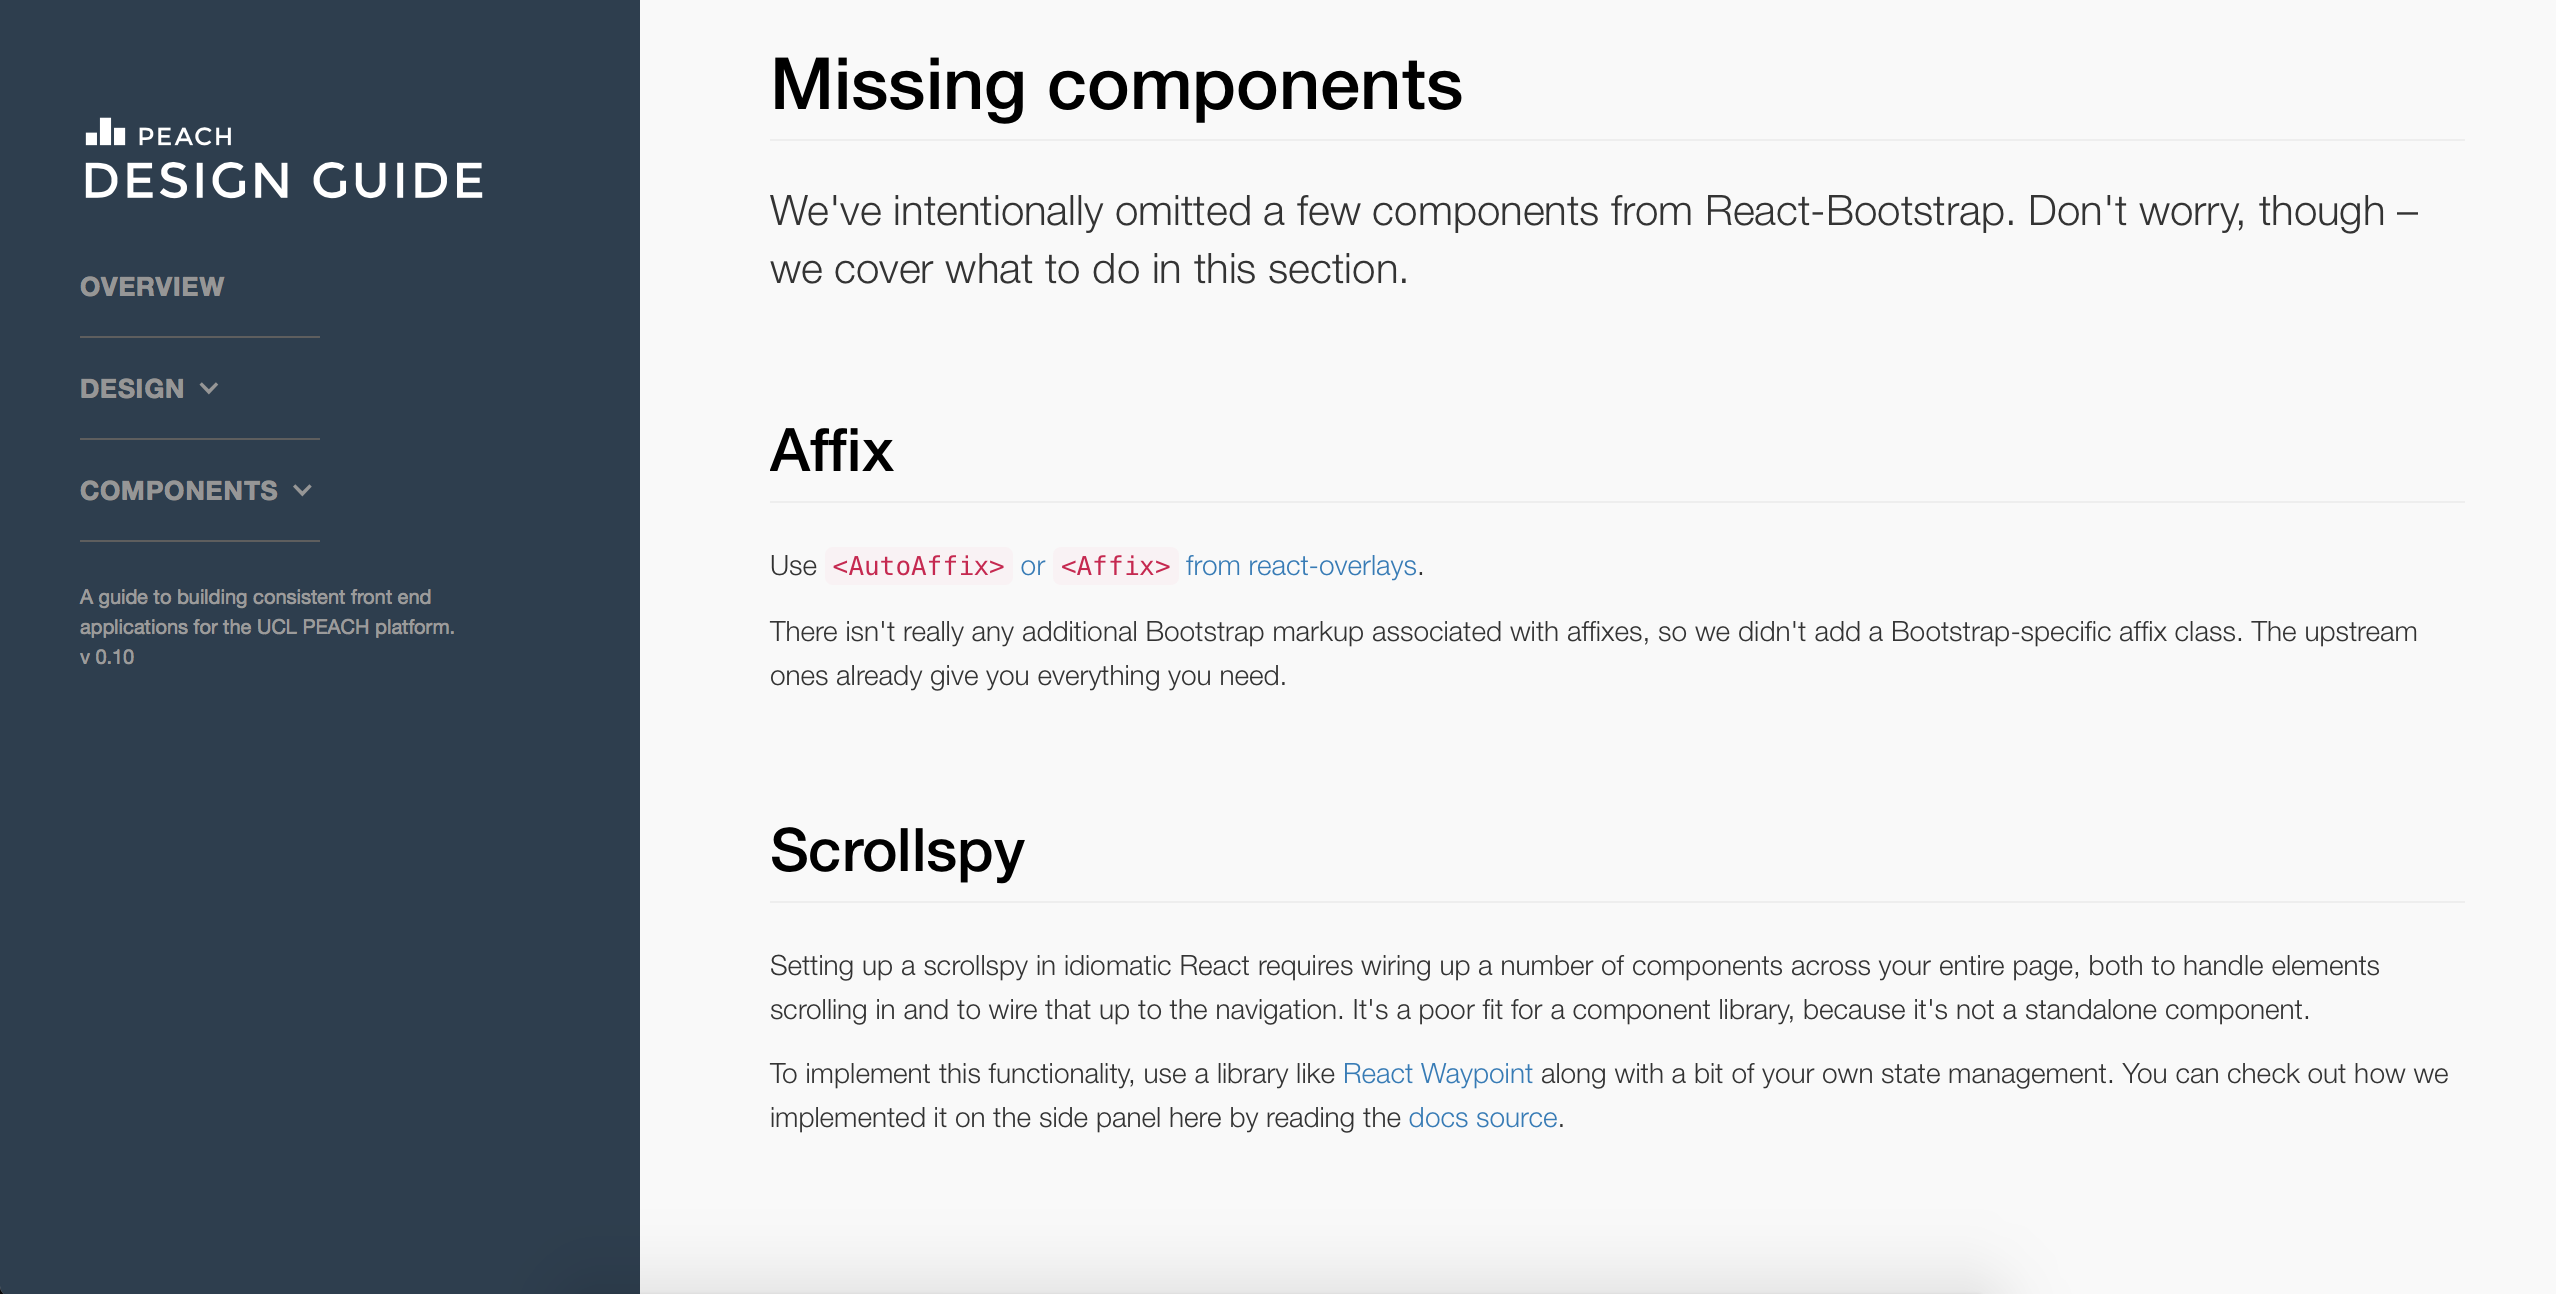 PEACH
DESIGN GUIDE
OVERVIEW
DESIGN
COMPONENTS
A guide to building consistent front end
applications for the UCL PEACH platform.
v 0.10
Missing components
We've intentionally omitted a few components from React-Bootstrap. Don't worry, though –
we cover what to do in this section.
Affix
Use <AutoAffix> or <Affix> from react-overlays.
There isn't really any additional Bootstrap markup associated with affixes, so we didn't add a Bootstrap-specific affix class. The upstream
ones already give you everything you need.
Scrollspy
Setting up a scrollspy in idiomatic React requires wiring up a number of components across your entire page, both to handle elements
scrolling in and to wire that up to the navigation. It's a poor fit for a component library, because it's not a standalone component.
To implement this functionality, use a library like React Waypoint along with a bit of your own state management. You can check out how we
implemented it on the side panel here by reading the docs source.